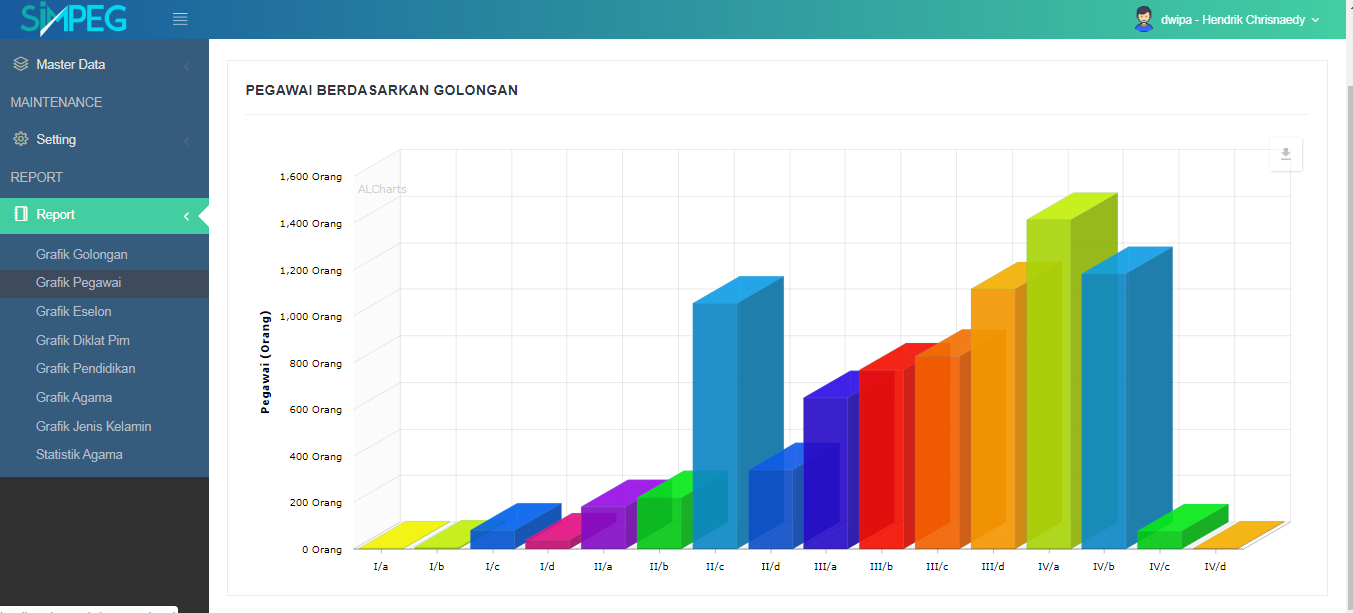 SiMPEG
dwipa - Hendrik Chrisnaedy
Master Data
MAINTENANCE
Setting
REPORT
Report
Grafik Golongan
Grafik Pegawai
Grafik Eselon
Grafik Diklat Pim
Grafik Pendidikan
Grafik Agama
Grafik Jenis Kelamin
Statistik Agama
PEGAWAI BERDASARKAN GOLONGAN
ALCharts
Pegawai (Orang)
1,600 Orang
1,400 Orang
1,200 Orang
1,000 Orang
800 Orang
600 Orang
400 Orang
200 Orang
0 Orang
I/a I/b I/c I/d II/a II/b II/c II/d III/a III/b III/c III/d IV/a IV/b IV/c IV/d